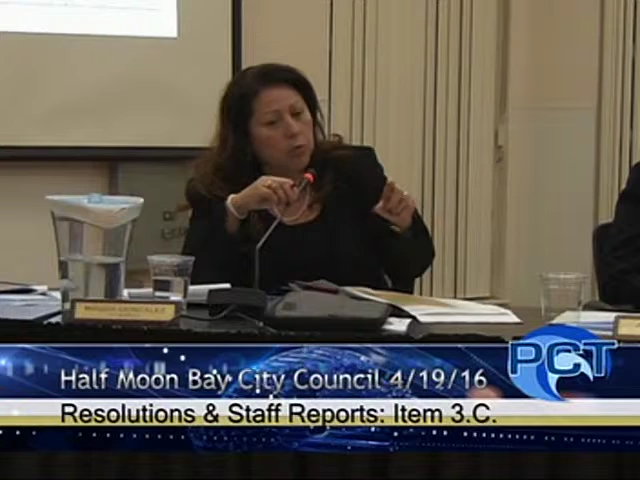 PCT
Half Moon Bay City Council 4/19/16
Resolutions & Staff Reports: Item 3.C.